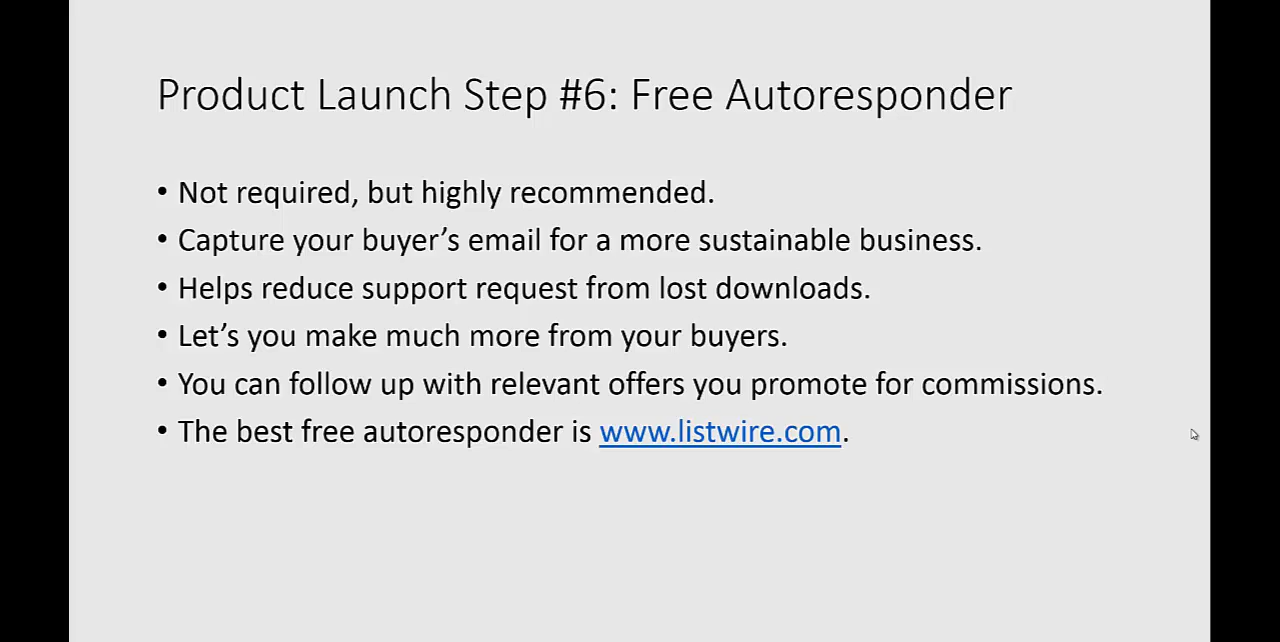 Product Launch Step #6: Free Autoresponder
• Not required, but highly recommended.
• Capture your buyer’s email for a more sustainable business.
• Helps reduce support request from lost downloads.
• Let’s you make much more from your buyers.
• You can follow up with relevant offers you promote for commissions.
• The best free autoresponder is www.listwire.com.